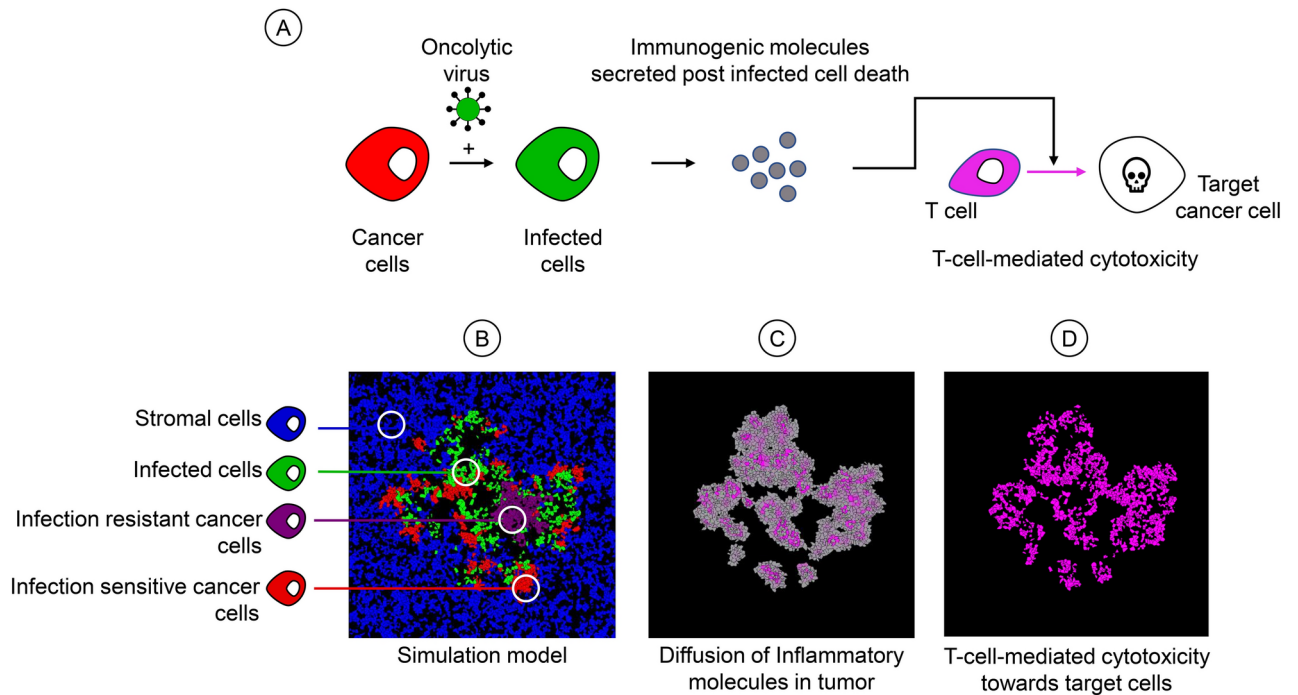 A
Oncolytic
virus
+
Immunogenic molecules
secreted post infected cell death
Cancer
cells
Infected
cells
T cell
Target
cancer cell
T-cell-mediated cytotoxicity
B
C
D
Stromal cells
Infected cells
Infection resistant cancer
cells
Infection sensitive cancer
cells
Simulation model
Diffusion of Inflammatory
molecules in tumor
T-cell-mediated cytotoxicity
towards target cells